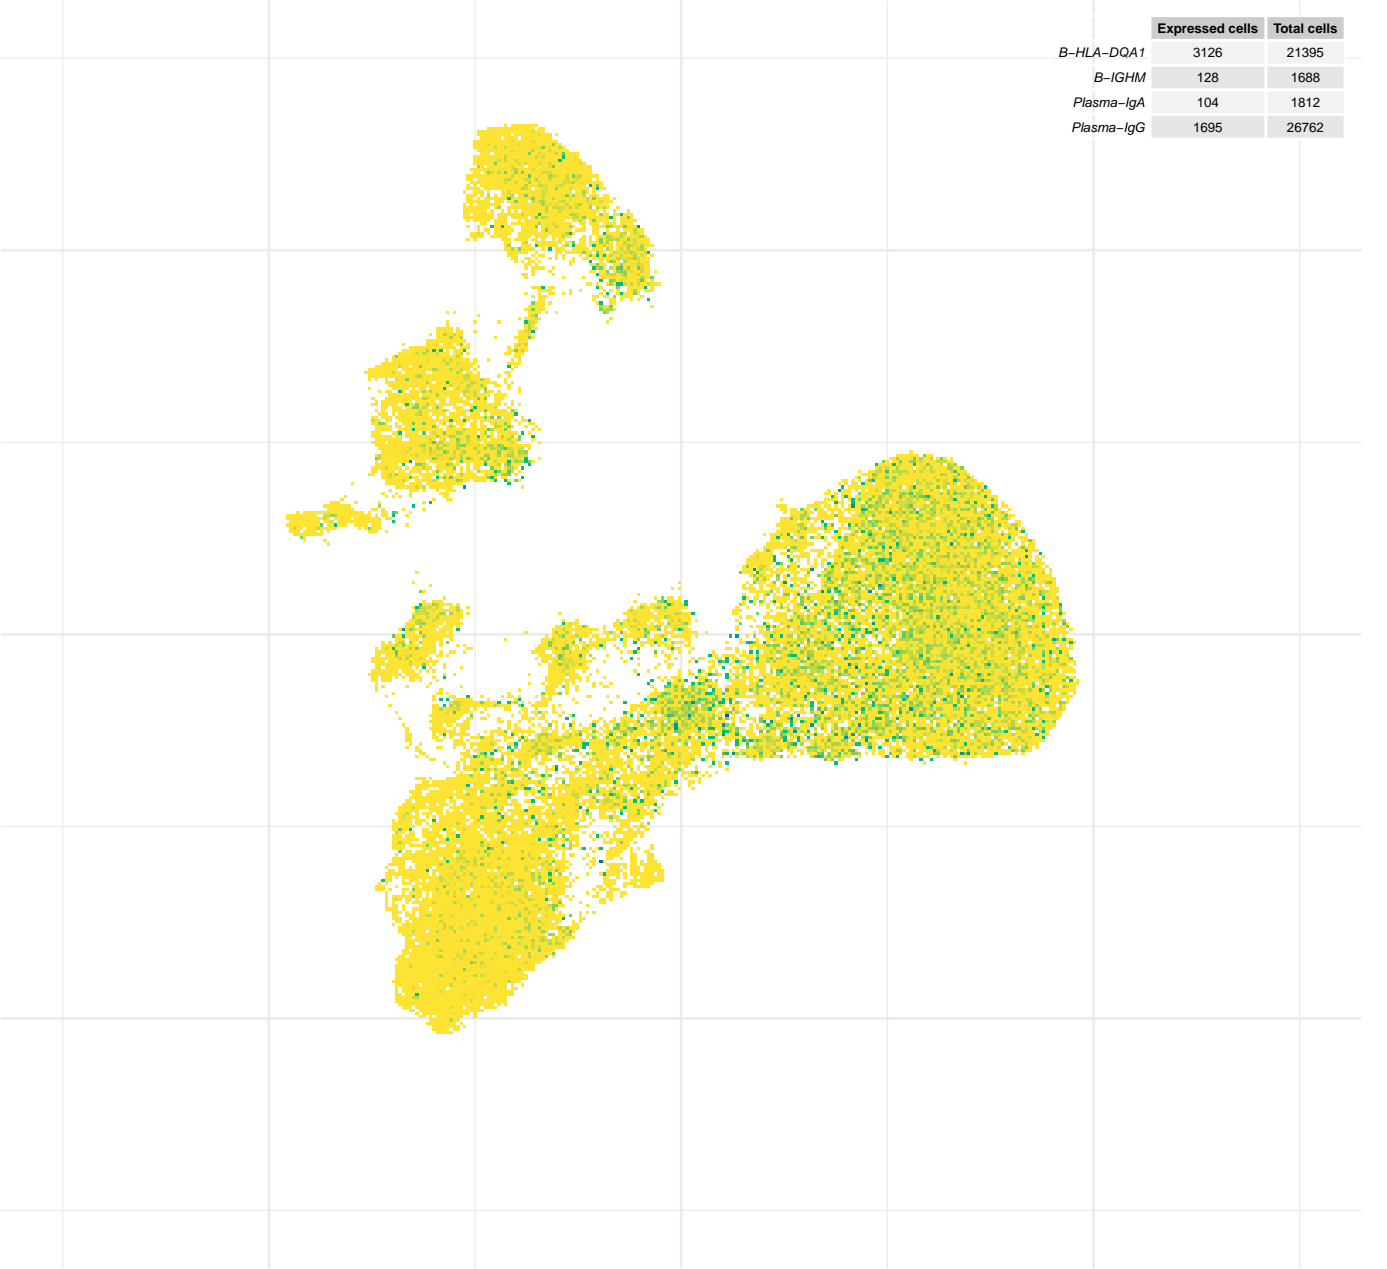 Expressed cells Total cells
B−HLA−DQA1 3126 21395
B−IGHM 128 1688
Plasma−IgA 104 1812
Plasma−IgG 1695 26762